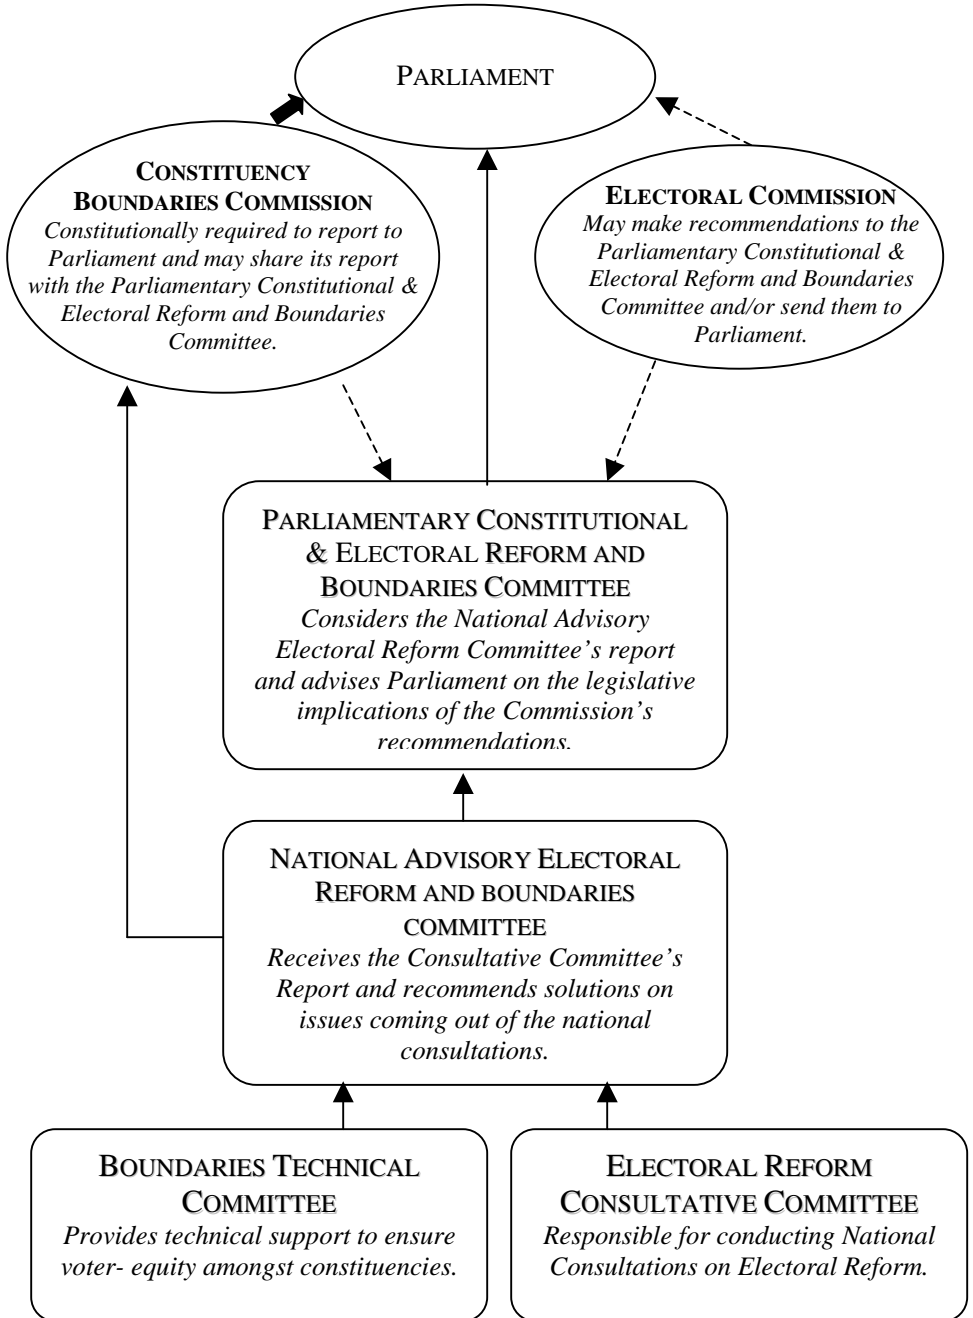 PARLIAMENT
CONSTITUENCY
BOUNDARIES COMMISSION
Constitutionally required to report to
Parliament and may share its report
with the Parliamentary Constitutional &
Electoral Reform and Boundaries
Committee.
ELECTORAL COMMISSION
May make recommendations to the
Parliamentary Constitutional &
Electoral Reform and Boundaries
Committee and/or send them to
Parliament.
PARLIAMENTARY CONSTITUTIONAL
& ELECTORAL REFORM AND
BOUNDARIES COMMITTEE
Considers the National Advisory
Electoral Reform Committee’s report
and advises Parliament on the legislative
implications of the Commission’s
recommendations.
NATIONAL ADVISORY ELECTORAL
REFORM AND BOUNDARIES
COMMITTEE
Receives the Consultative Committee’s
Report and recommends solutions on
issues coming out of the national
consultations.
BOUNDARIES TECHNICAL
COMMITTEE
Provides technical support to ensure
voter- equity amongst constituencies.
ELECTORAL REFORM
CONSULTATIVE COMMITTEE
Responsible for conducting National
Consultations on Electoral Reform.